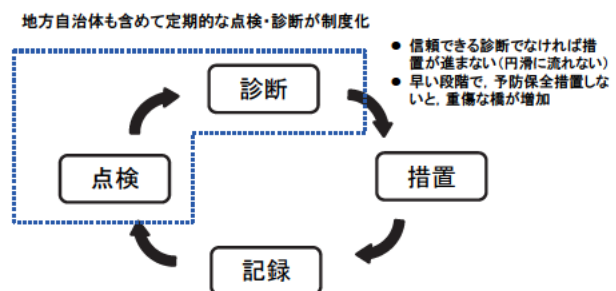 地方自治体も含めて定期的な点検・診断が制度化
● 信頼できる診断でなければ措
置が進まない(円滑に流れない)
● 早い段階で, 予防保全措置しな
いと, 重傷な橋が増加
診断
点検
措置
記録